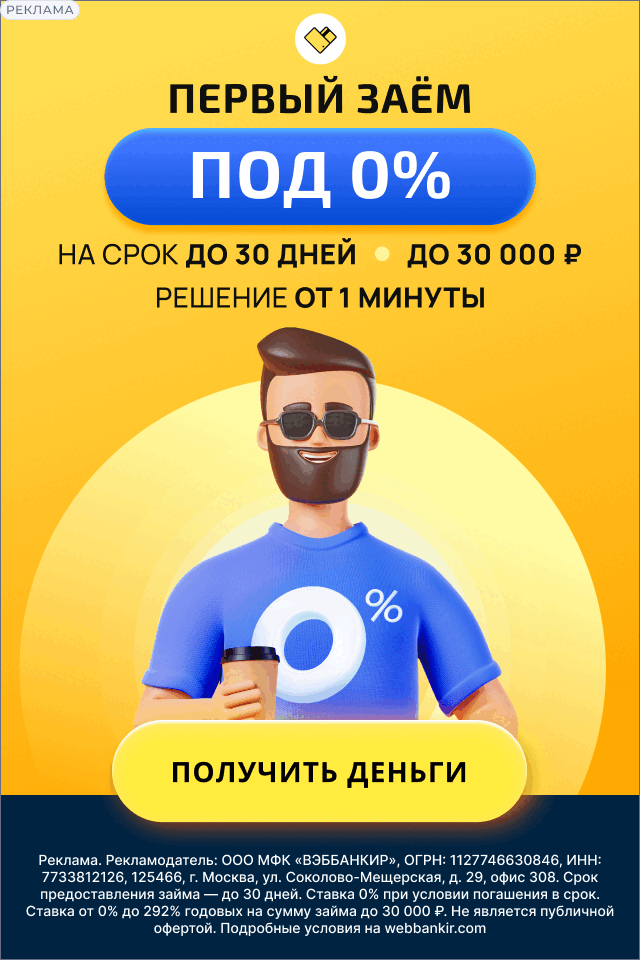 РЕКЛАМА
ПЕРВЫЙ ЗАЁМ
ПОД 0%
НА СРОК ДО 30 ДНЕЙ • ДО 30 000 ₽
РЕШЕНИЕ ОТ 1 МИНУТЫ
0%
ПОЛУЧИТЬ ДЕНЬГИ
Реклама. Рекламодатель: ООО МФК «ВЭББАНКИР», ОГРН: 1127746630846, ИНН:
7733812126, 125466, г. Москва, ул. Соколово-Мещерская, д. 29, офис 308. Срок
предоставления займа — до 30 дней. Ставка 0% при условии погашения в срок.
Ставка от 0% до 292% годовых на сумму займа до 30 000 ₽. Не является публичной
офертой. Подробные условия на webbankir.com